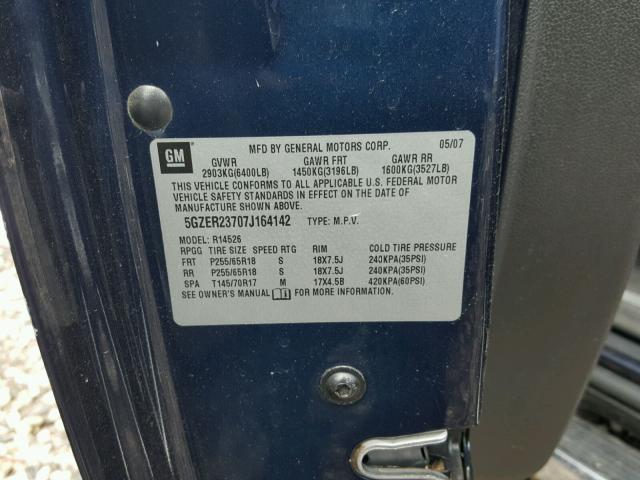 GM
MFD BY GENERAL MOTORS CORP. 05/07
GVWR GAWR FRT GAWR RR
2903KG(6400LB) 1450KG(3196LB) 1600KG(3527LB)
THIS VEHICLE CONFORMS TO ALL APPLICABLE U.S. FEDERAL MOTOR
VEHICLE SAFETY STANDARDS IN EFFECT ON THE DATE OF
MANUFACTURE SHOWN ABOVE.
5GZER23707J164142 TYPE: M.P.V.
MODEL: R14526
RPGG TIRE SIZE SPEED RTG RIM COLD TIRE PRESSURE
FRT P255/65R18 S 18X7.5J 240KPA(35PSI)
RR P255/65R18 S 18X7.5J 240KPA(35PSI)
SPA T145/70R17 M 17X4.5B 420KPA(60PSI)
SEE OWNER'S MANUAL FOR MORE INFORMATION.